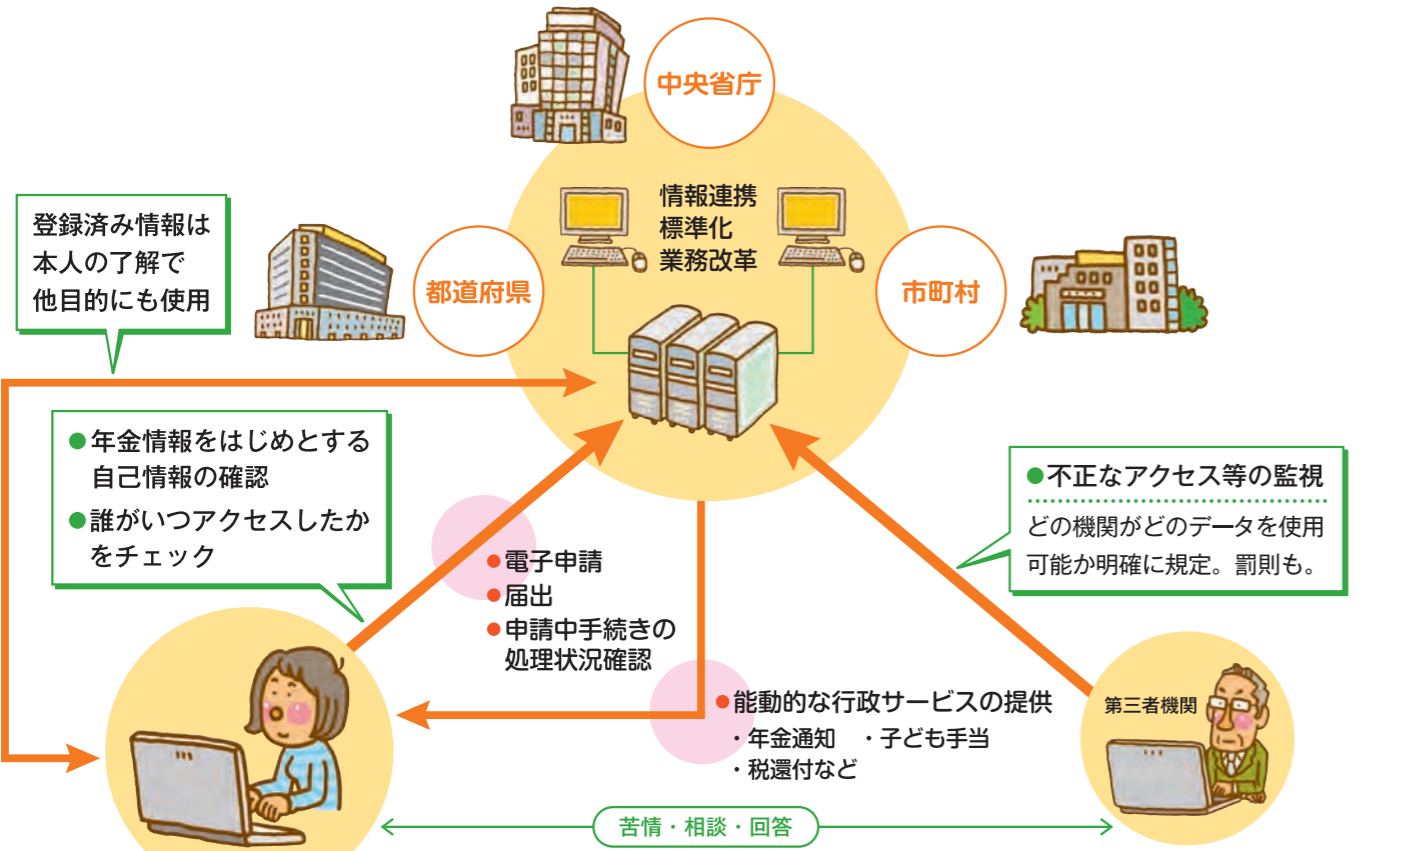 中央省庁
情報連携
標準化
業務改革
都道府県
市町村
登録済み情報は
本人の了解で
他目的にも使用
●年金情報をはじめとする
自己情報の確認
●誰がいつアクセスしたか
をチェック
●不正なアクセス等の監視
どの機関がどのデータを使用
可能か明確に規定。罰則も。
●電子申請
●届出
●申請中手続きの
処理状況確認
●能動的な行政サービスの提供
・年金通知　・子ども手当
・税還付など
第三者機関
苦情・相談・回答